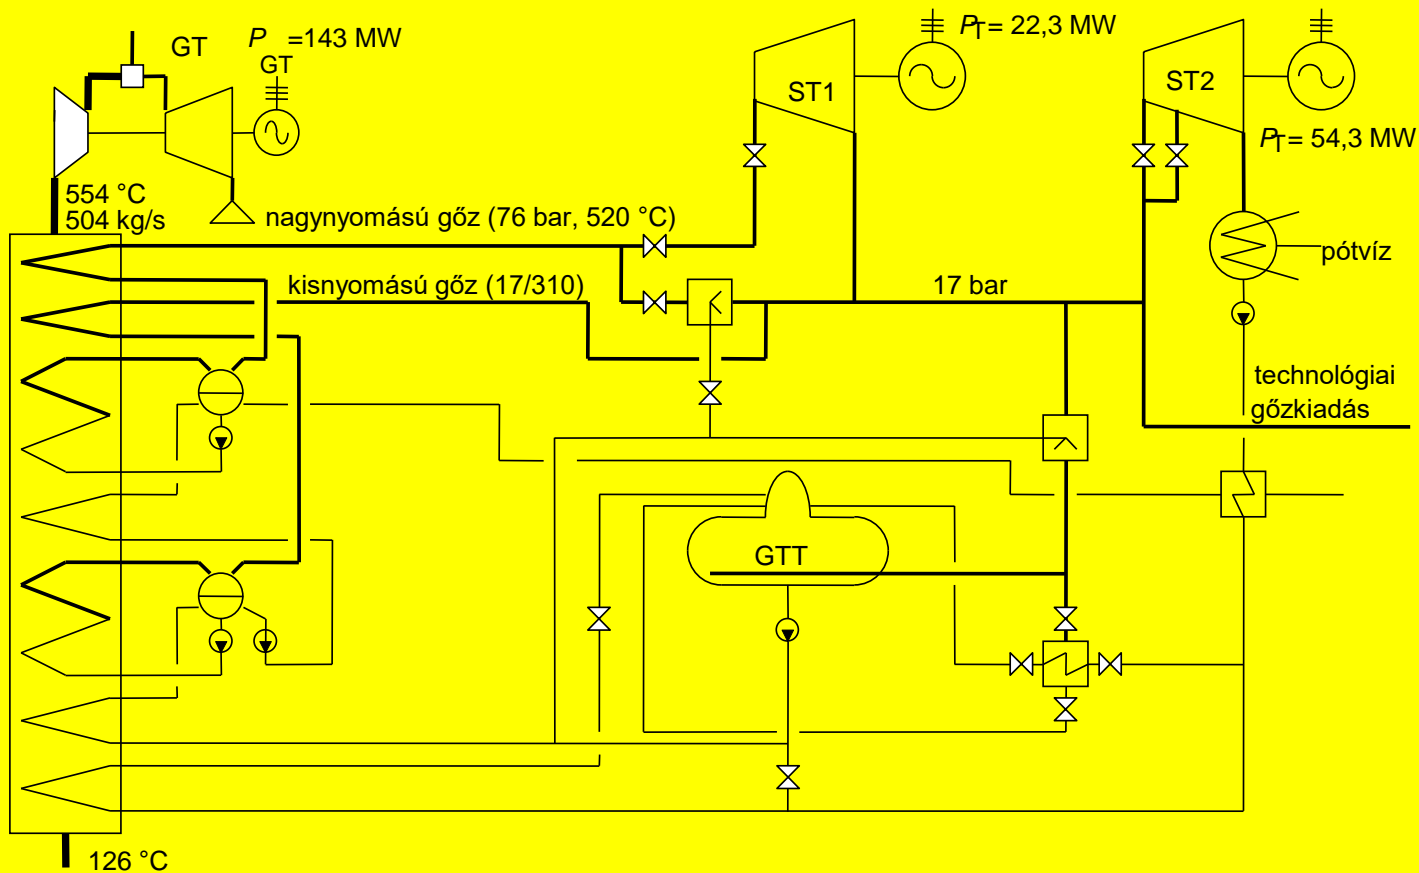 GT
P =143 MW
GT
P T= 22,3 MW
ST1
ST2
P T= 54,3 MW
554 °C
504 kg/s
nagynyomású gőz (76 bar, 520 °C)
kisnyomású gőz (17/310)
17 bar
pótvíz
technológiai
gőzkiadás
GTT
126 °C